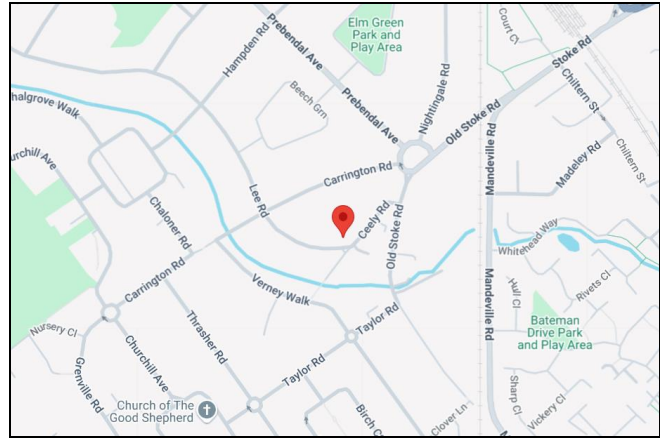 Elm Green
Park and
Play Area
Court Cl
Stoke Rd
Hampden Rd
Prebendal Ave
Nightingale Rd
Beech Grn
Prebendal Ave
Old Stoke Rd
Chiltern St
halgrove Walk
Mandeville Rd
Madeley Rd
Chiltern St
urchill Ave
Carrington Rd
Lee Rd
Chaloner Rd
Ceely Rd
Old Stoke Rd
Whitehead Way
Carrington Rd
Verney Walk
Mandeville Rd
Hull Cl
Rivets Cl
Nursery Cl
Thrasher Rd
Taylor Rd
Bateman
Drive Park
and Play Area
Churchill Ave
Grenville Rd
Taylor Rd
Sharp Cl
Church of The
Good Shepherd
Birch
Clover Ln
Vickery Cl